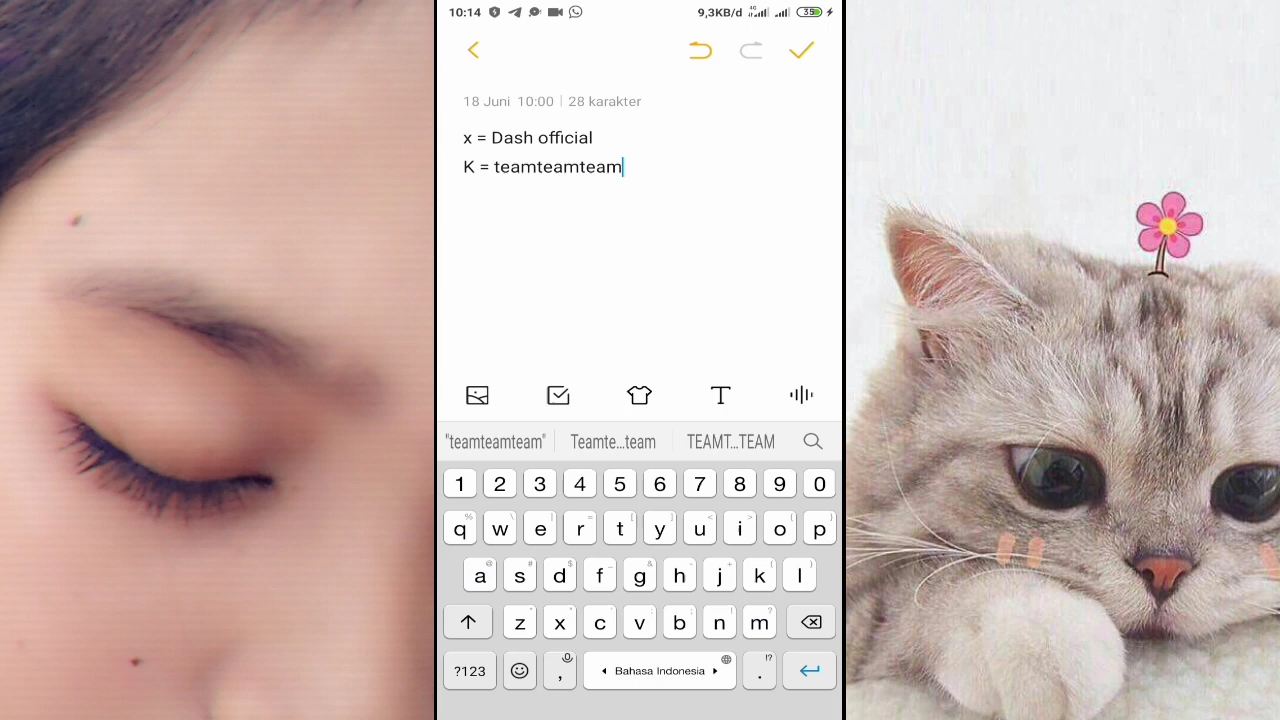 10:14 9,3KB/d 4G 35
18 Juni 10:00 | 28 karakter
x = Dash official
K = teamteamteam
"teamteamteam" Teamte...team TEAMT...TEAM
1 2 3 4 5 6 7 8 9 0
q w e r t y u i o p
a s d f g h j k l
z x c v b n m
?123 , Bahasa Indonesia . !?